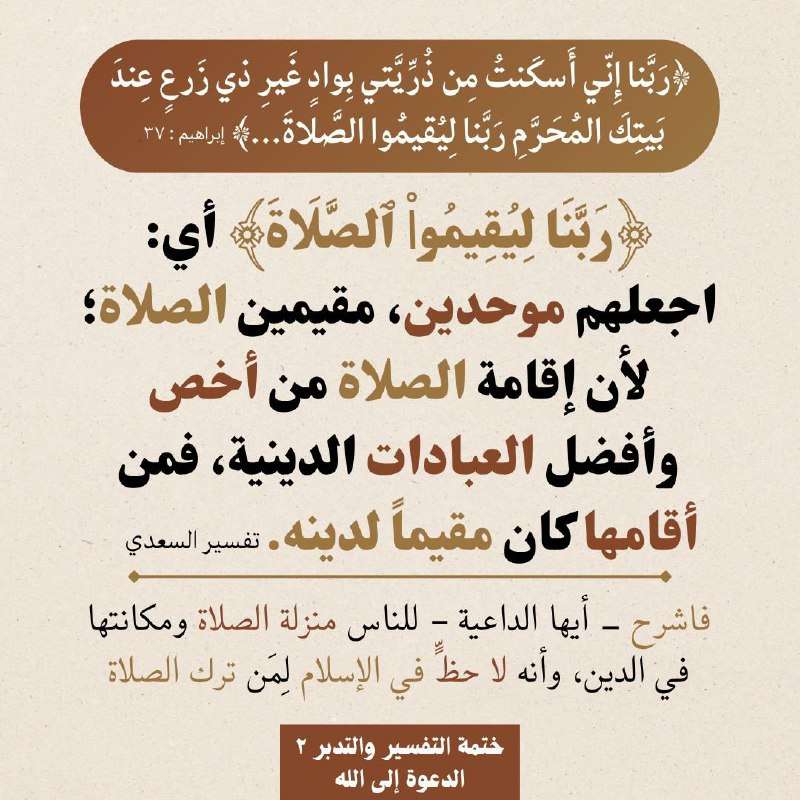 ﴿رَبَّنا إِنّي أَسكَنتُ مِن ذُرِّيَّتي بِوادٍ غَيرِ ذي زَرعٍ عِندَ
بَيتِكَ المُحَرَّمِ رَبَّنا لِيُقيمُوا الصَّلاةَ...﴾ إبراهيم : ٣٧
﴿رَبَّنَا لِيُقِيمُوا۟ ٱلصَّلَاةَ﴾ أي:
اجعلهم موحدين، مقيمين الصلاة؛
لأن إقامة الصلاة من أخص
وأفضل العبادات الدينية، فمن
أقامها كان مقيماً لدينه. تفسير السعدي
فاشرح – أيها الداعية – للناس منزلة الصلاة ومكانتها
في الدين، وأنه لا حظٍّ في الإسلام لِمَن ترك الصلاة
ختمة التفسير والتدبر ٢
الدعوة إلى الله